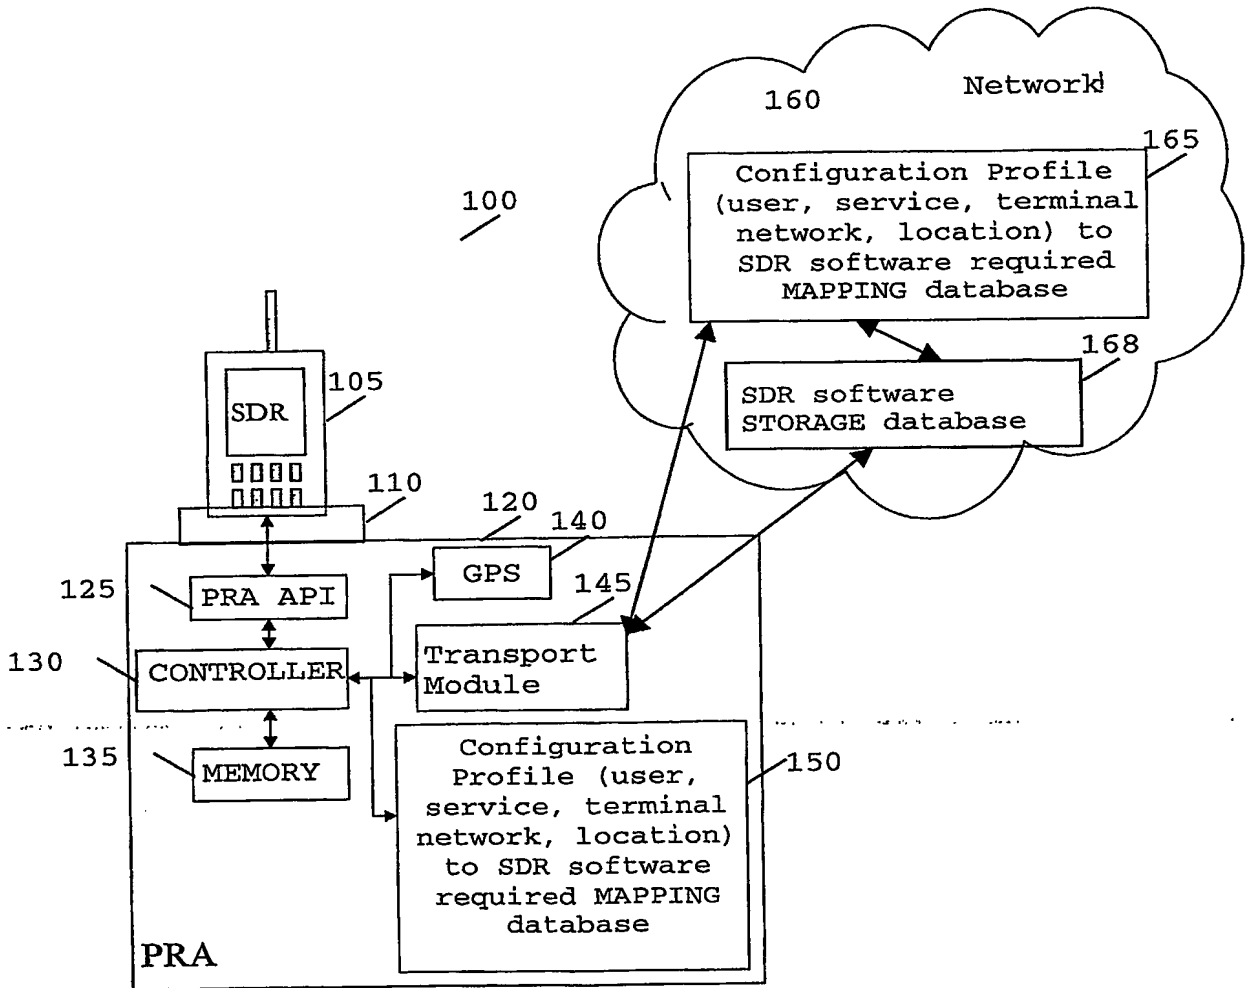 160
Network
165
Configuration Profile
(user, service, terminal
network, location) to
SDR software required
MAPPING database
100
168
SDR software
STORAGE database
105
SDR
110
120
140
GPS
125
PRA API
145
Transport
Module
130
CONTROLLER
135
MEMORY
150
Configuration
Profile (user,
service, terminal
network, location)
to SDR software
required MAPPING
database
PRA